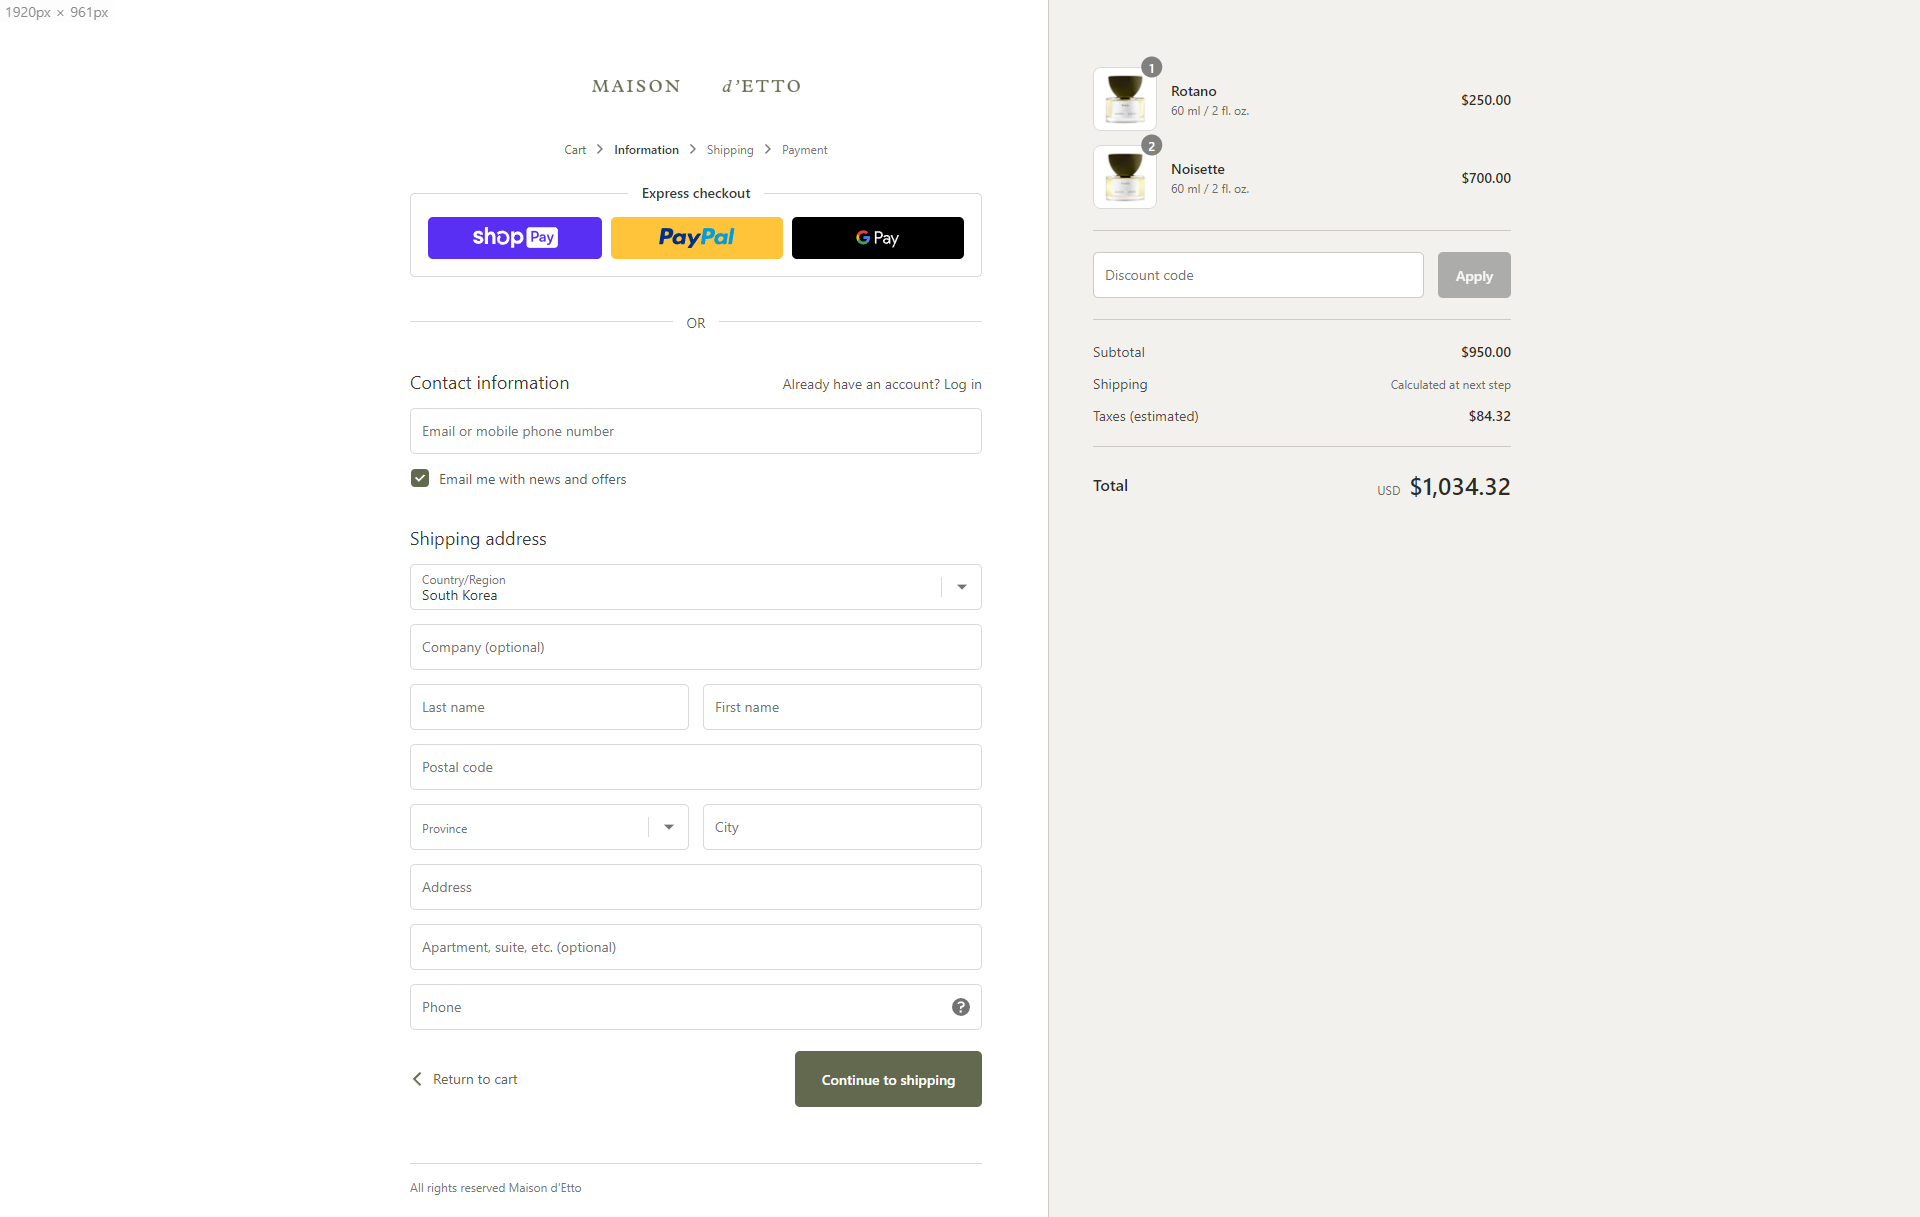 1920px × 961px
MAISON d’ETTO
Cart > Information > Shipping > Payment
Express checkout
shop Pay
PayPal
G Pay
OR
Contact information
Already have an account? Log in
Email or mobile phone number
Email me with news and offers
Shipping address
Country/Region
South Korea
Company (optional)
Last name
First name
Postal code
Province
City
Address
Apartment, suite, etc. (optional)
Phone
?
Return to cart
Continue to shipping
All rights reserved Maison d'Etto
1
Rotano
60 ml / 2 fl. oz.
$250.00
2
Noisette
60 ml / 2 fl. oz.
$700.00
Discount code
Apply
Subtotal
$950.00
Shipping
Calculated at next step
Taxes (estimated)
$84.32
Total
USD $1,034.32